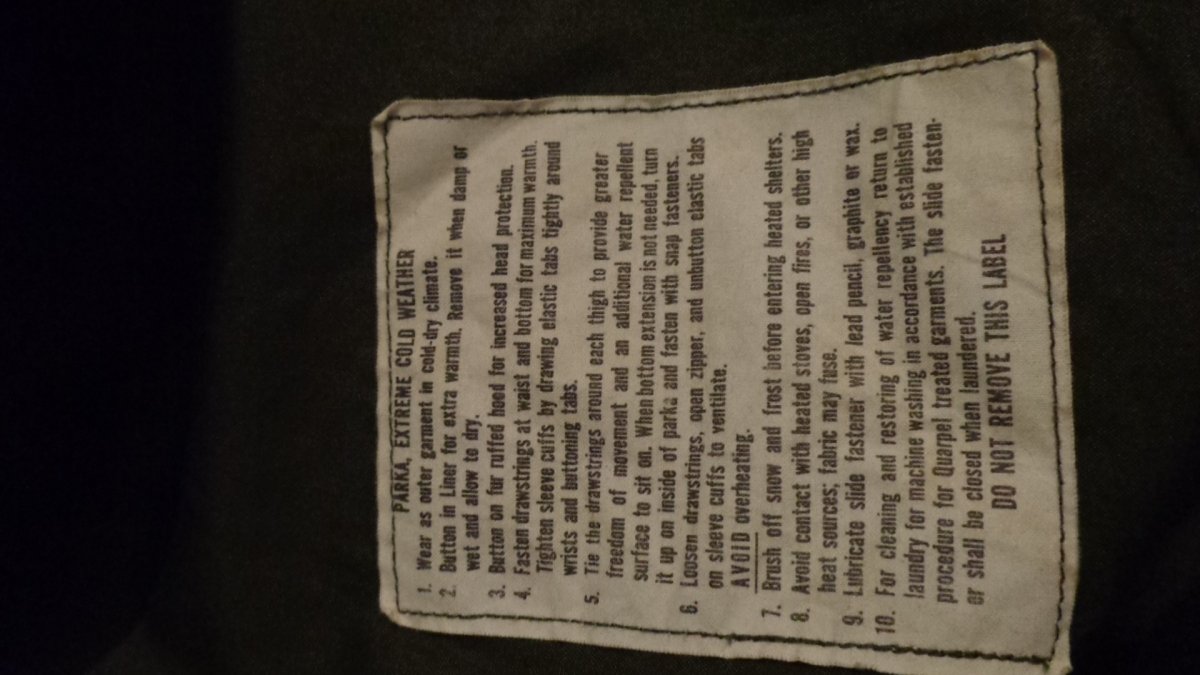 PARKA, EXTREME COLD WEATHER
1. Wear as outer garment in cold-dry climate.
2. Button in Liner for extra warmth. Remove it when damp or
wet and allow to dry.
3. Button on fur ruffed hood for increased head protection.
4. Fasten drawstrings at waist and bottom for maximum warmth.
Tighten sleeve cuffs by drawing elastic tabs tightly around
wrists and buttoning tabs.
5. Tie the drawstrings around each thigh to provide greater
freedom of movement and an additional water repellent
surface to sit on. When bottom extension is not needed, turn
it up on inside of parka and fasten with snap fasteners.
6. Loosen drawstrings, open zipper, and unbutton elastic tabs
on sleeve cuffs to ventilate.
AVOID overheating.
7. Brush off snow and frost before entering heated shelters.
8. Avoid contact with heated stoves, open fires, or other high
heat sources; fabric may fuse.
9. Lubricate slide fastener with lead pencil, graphite or wax.
10. For cleaning and restoring of water repellency return to
laundry for machine washing in accordance with established
procedure for Quarpel treated garments. The slide fasten-
er shall be closed when laundered.
DO NOT REMOVE THIS LABEL